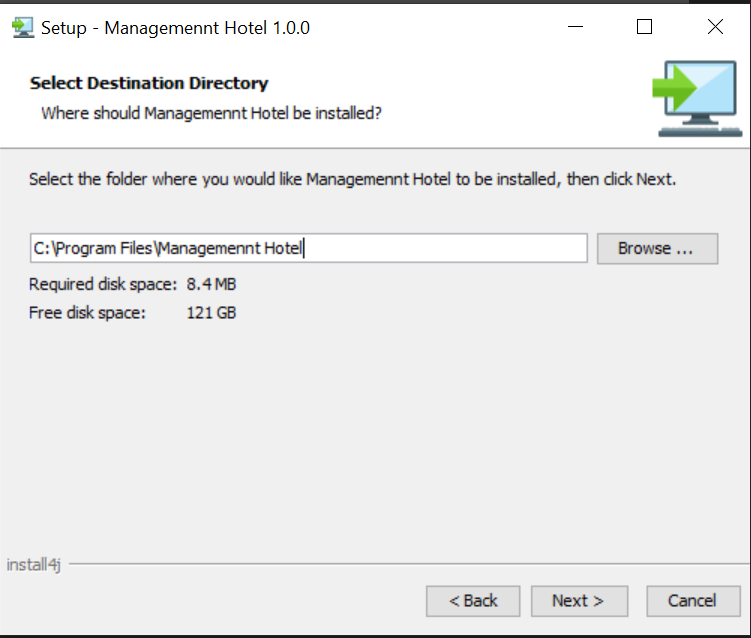 Setup - Managemennt Hotel 1.0.0
Select Destination Directory
Where should Managemennt Hotel be installed?
Select the folder where you would like Managemennt Hotel to be installed, then click Next.
C:\Program Files\Managemennt Hotel
Browse ...
Required disk space: 8.4 MB
Free disk space: 121 GB
install4j
< Back
Next >
Cancel